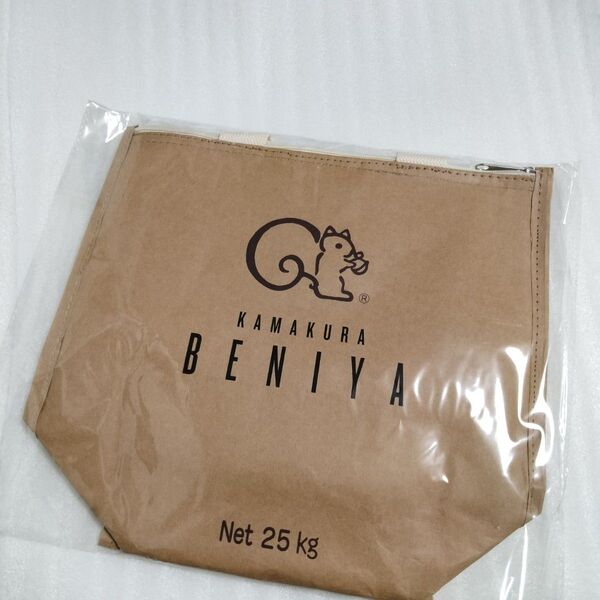 ®
KAMAKURA
BENIYA
Net 25 kg